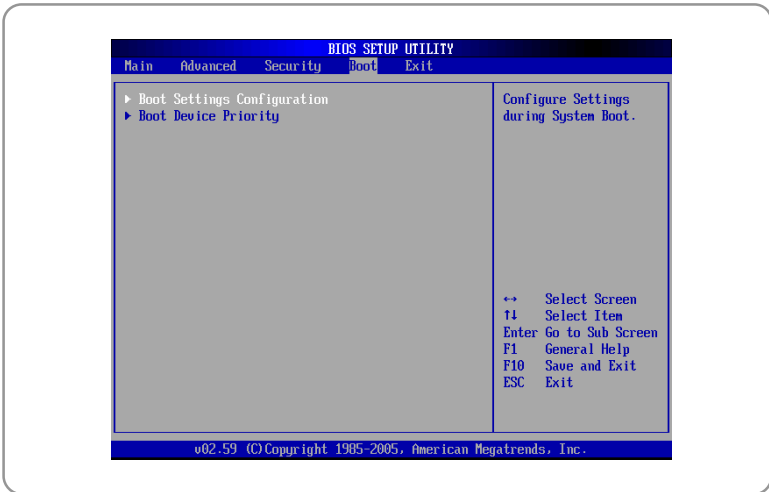 BIOS SETUP UTILITY
Main Advanced Security Boot Exit
▶ Boot Settings Configuration
▶ Boot Device Priority
Configure Settings
during System Boot.
↔ Select Screen
↑↓ Select Item
Enter Go to Sub Screen
F1 General Help
F10 Save and Exit
ESC Exit
v02.59 (C)Copyright 1985-2005, American Megatrends, Inc.